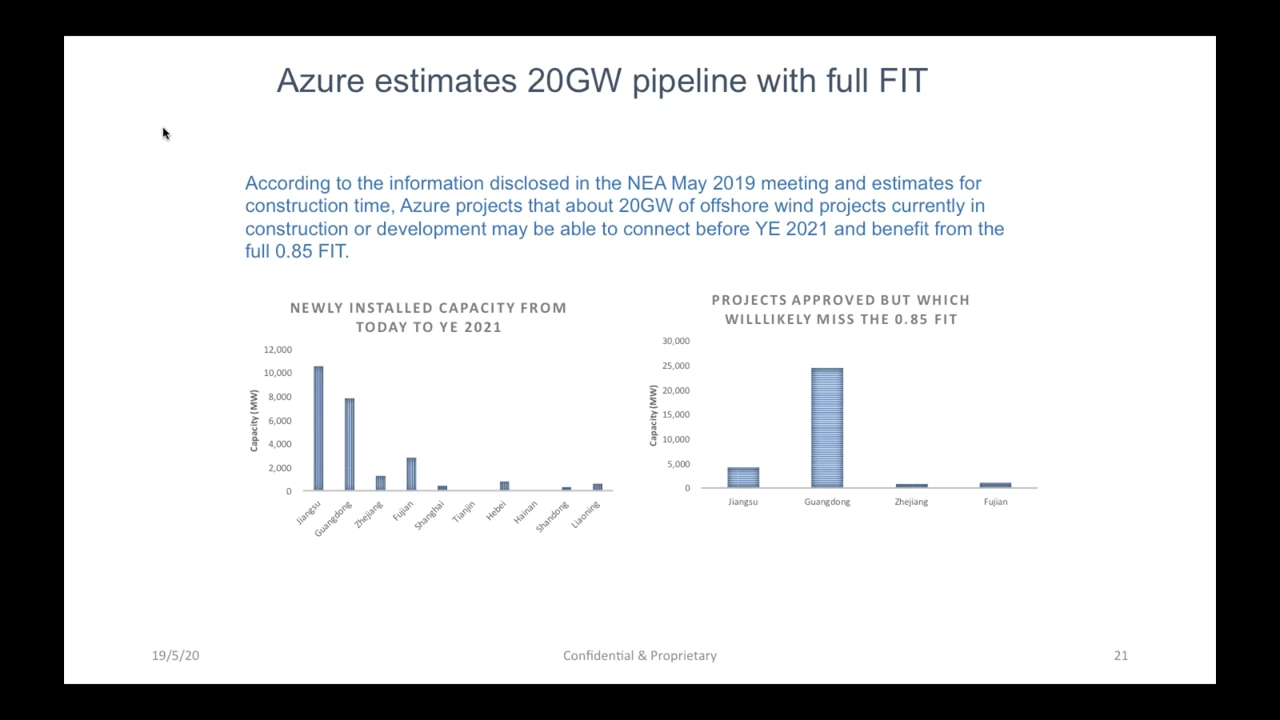 Azure estimates 20GW pipeline with full FIT
According to the information disclosed in the NEA May 2019 meeting and estimates for
construction time, Azure projects that about 20GW of offshore wind projects currently in
construction or development may be able to connect before YE 2021 and benefit from the
full 0.85 FIT.
NEWLY INSTALLED CAPACITY FROM
TODAY TO YE 2021
12,000
10,000
8,000
6,000
4,000
2,000
0
Capacity (MW)
Jiangsu
Guangdong
Zhejiang
Fujian
Shanghai
Tianjin
Hebei
Hainan
Shandong
Liaoning
PROJECTS APPROVED BUT WHICH
WILLLIKELY MISS THE 0.85 FIT
30,000
25,000
20,000
15,000
10,000
5,000
0
Capacity (MW)
Jiangsu
Guangdong
Zhejiang
Fujian
19/5/20
Confidential & Proprietary
21